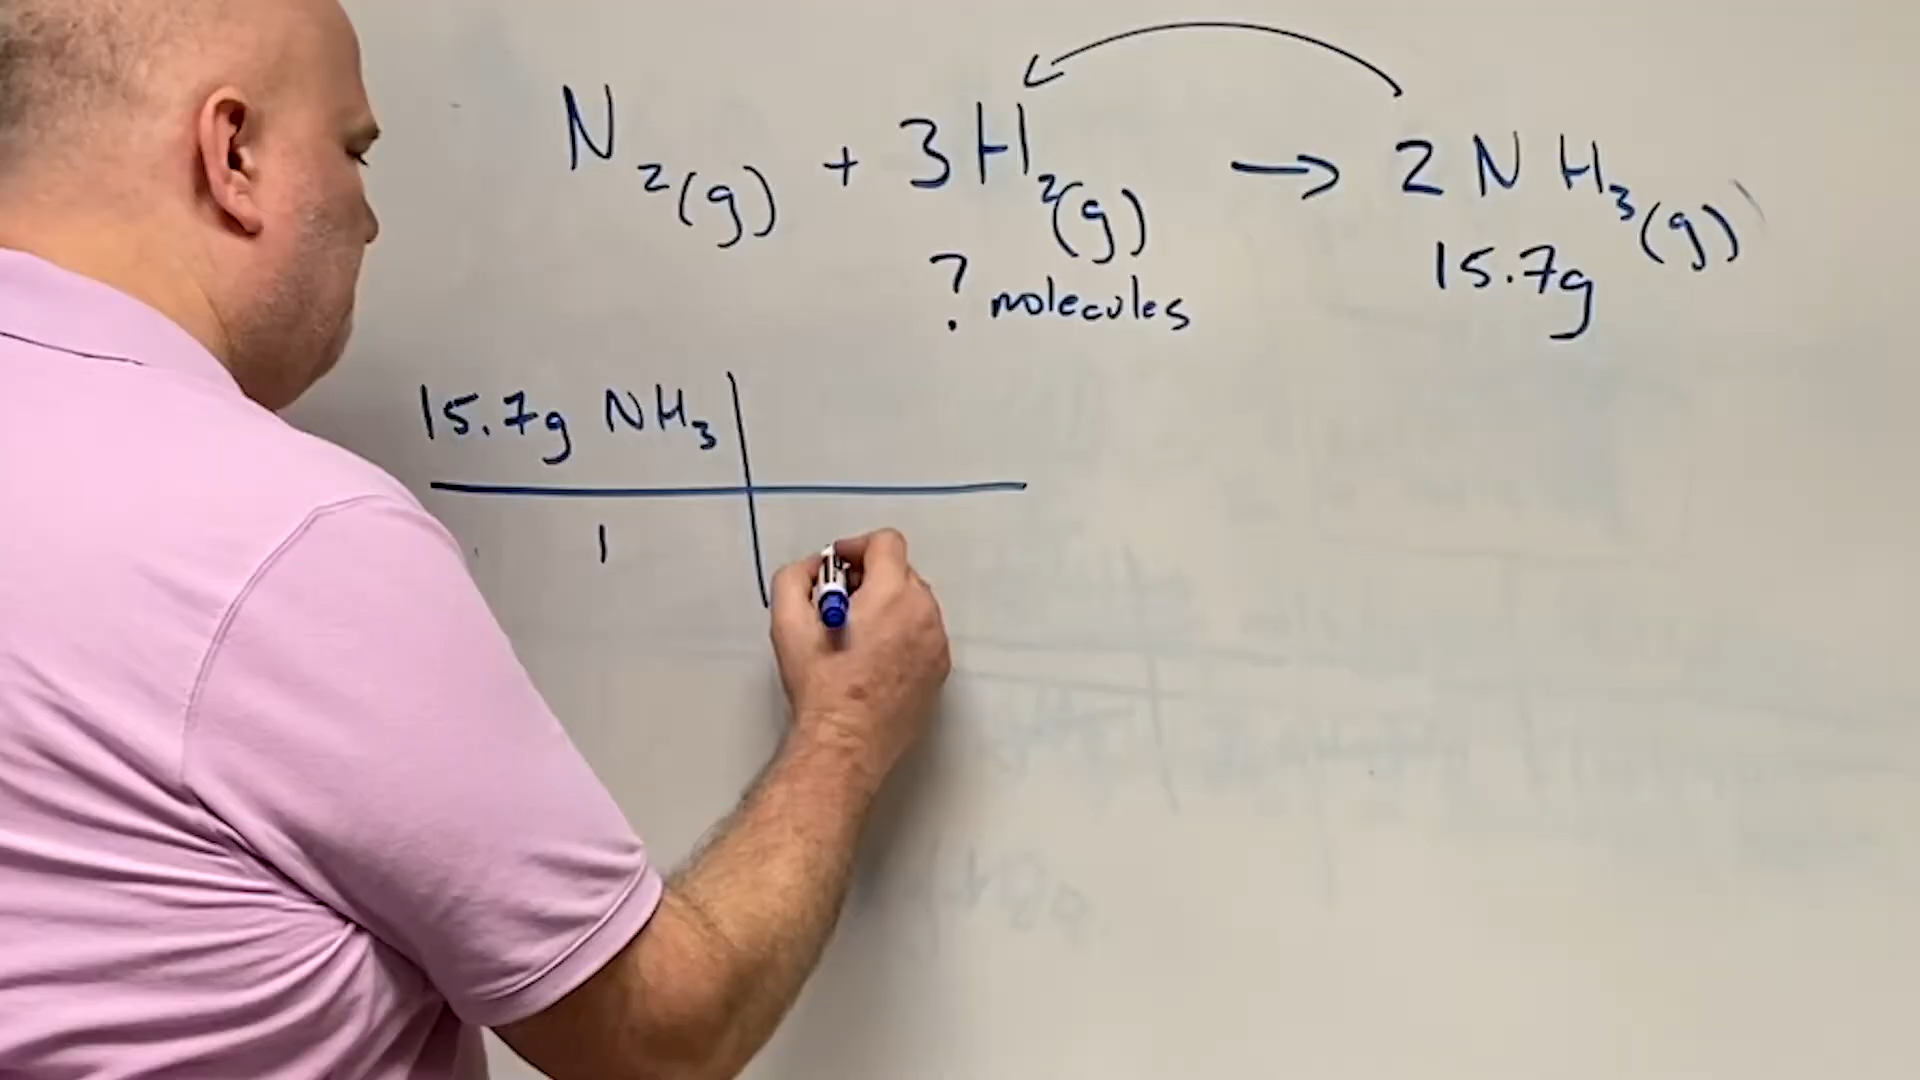 N₂(g) + 3H₂(g) → 2NH₃(g)
? molecules 15.7g
15.7g NH₃
1